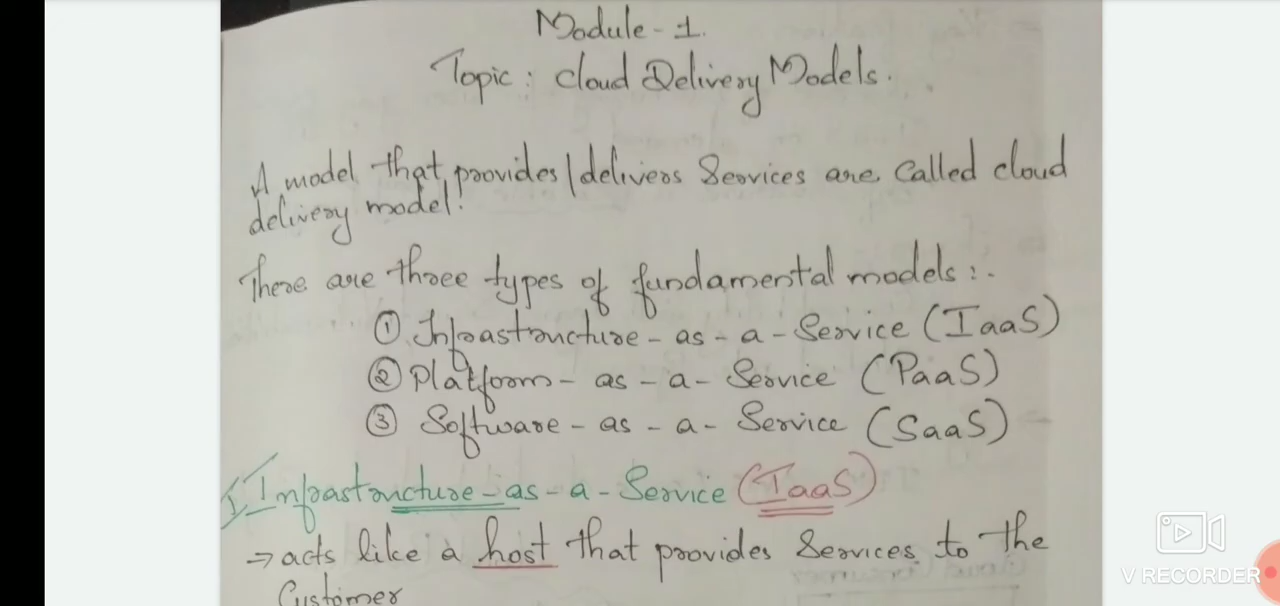 Module - 1.
Topic : Cloud Delivery Models.
A model that provides / delivers Services are called cloud
delivery model.
There are three types of fundamental models :-
① Infrastructure - as - a - Service (IaaS)
② Platform - as - a - Service (PaaS)
③ Software - as - a - Service (SaaS)
1) Infrastructure - as - a - Service (IaaS)
→ acts like a host that provides Services to the
Customer
V RECORDER